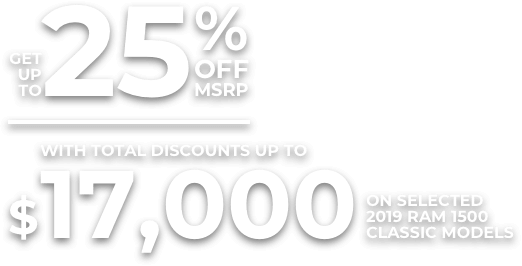 GET UP TO 25% OFF MSRP
WITH TOTAL DISCOUNTS UP TO
$17,000 ON SELECTED
2019 RAM 1500
CLASSIC MODELS